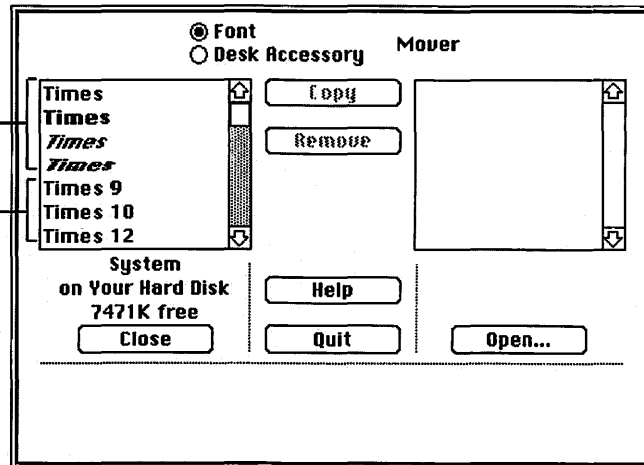 Font
Desk Accessory
Mover
Times
Times
Times
Times
Times 9
Times 10
Times 12
Copy
Remove
System
on Your Hard Disk
7471K free
Close
Help
Quit
Open...